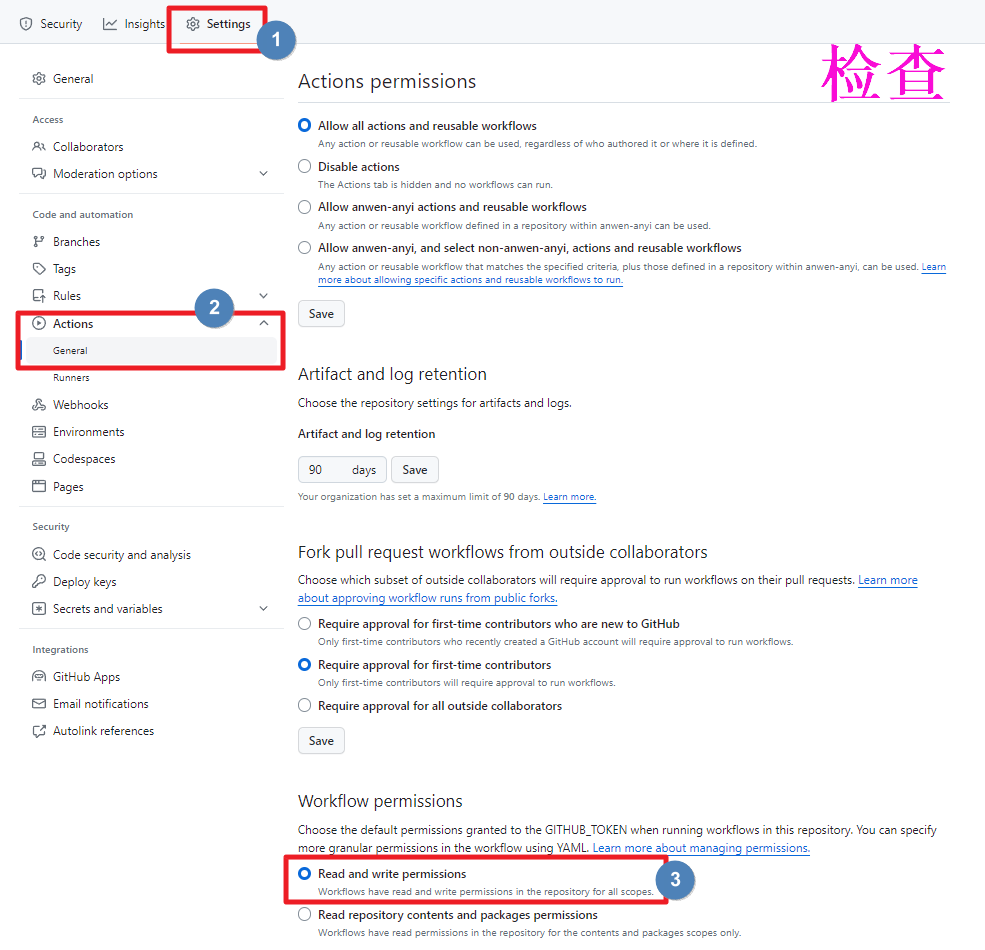 Security
Insights
Settings
1
检查
General
Access
Collaborators
Moderation options
Code and automation
Branches
Tags
Rules
2
Actions
General
Runners
Webhooks
Environments
Codespaces
Pages
Security
Code security and analysis
Deploy keys
Secrets and variables
Integrations
GitHub Apps
Email notifications
Autolink references
Actions permissions
Allow all actions and reusable workflows
Any action or reusable workflow can be used, regardless of who authored it or where it is defined.
Disable actions
The Actions tab is hidden and no workflows can run.
Allow anwen-anyi actions and reusable workflows
Any action or reusable workflow defined in a repository within anwen-anyi can be used.
Allow anwen-anyi, and select non-anwen-anyi, actions and reusable workflows
Any action or reusable workflow that matches the specified criteria, plus those defined in a repository within anwen-anyi, can be used. Learn
more about allowing specific actions and reusable workflows to run.
Save
Artifact and log retention
Choose the repository settings for artifacts and logs.
Artifact and log retention
90 days Save
Your organization has set a maximum limit of 90 days. Learn more.
Fork pull request workflows from outside collaborators
Choose which subset of outside collaborators will require approval to run workflows on their pull requests. Learn more
about approving workflow runs from public forks.
Require approval for first-time contributors who are new to GitHub
Only first-time contributors who recently created a GitHub account will require approval to run workflows.
Require approval for first-time contributors
Only first-time contributors will require approval to run workflows.
Require approval for all outside collaborators
Save
Workflow permissions
Choose the default permissions granted to the GITHUB_TOKEN when running workflows in this repository. You can specify
more granular permissions in the workflow using YAML. Learn more about managing permissions.
Read and write permissions
Workflows have read and write permissions in the repository for all scopes.
3
Read repository contents and packages permissions
Workflows have read permissions in the repository for the contents and packages scopes only.